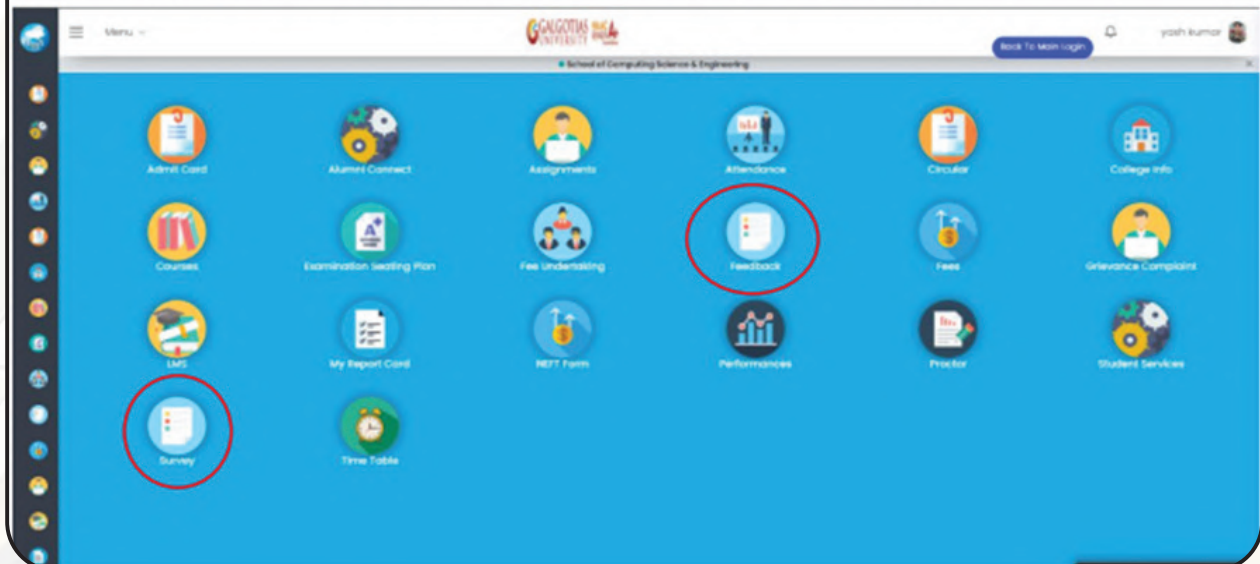 Menu
GALGOTIAS
UNIVERSITY
Back To Main Login
yash kumar
School of Computing Science & Engineering
Admit Card
Alumni Connect
Assignments
Attendance
Circular
College Info
Courses
Examination Seating Plan
Fee Undertaking
Feedback
Fees
Grievance Complaint
LMS
My Report Card
NEFT Form
Performances
Proctor
Student Services
Survey
Time Table